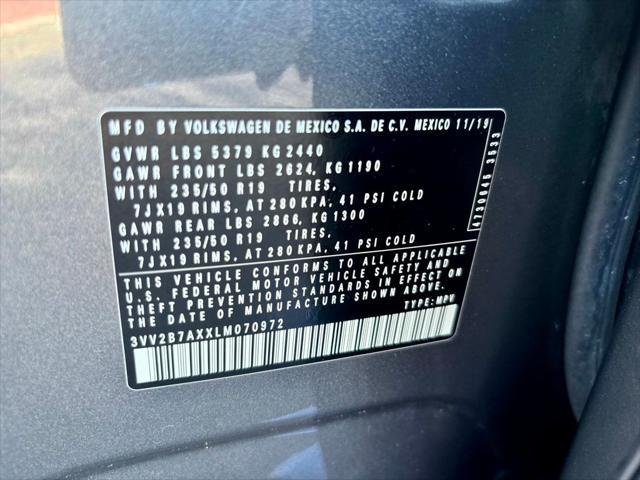 MFD BY VOLKSWAGEN DE MEXICO S.A. DE C.V. MEXICO 11/19
GVWR LBS 5379 KG 2440
GAWR FRONT LBS 2624, KG 1190
WITH 235/50 R19 TIRES,
7JX19 RIMS, AT 280 KPA, 41 PSI COLD
GAWR REAR LBS 2866, KG 1300
WITH 235/50 R19 TIRES,
7JX19 RIMS, AT 280 KPA, 41 PSI COLD
THIS VEHICLE CONFORMS TO ALL APPLICABLE
U.S. FEDERAL MOTOR VEHICLE SAFETY AND
THEFT PREVENTION STANDARDS IN EFFECT ON
THE DATE OF MANUFACTURE SHOWN ABOVE.
3VV2B7AXXLM070972 TYPE: MPV
4730045 3533